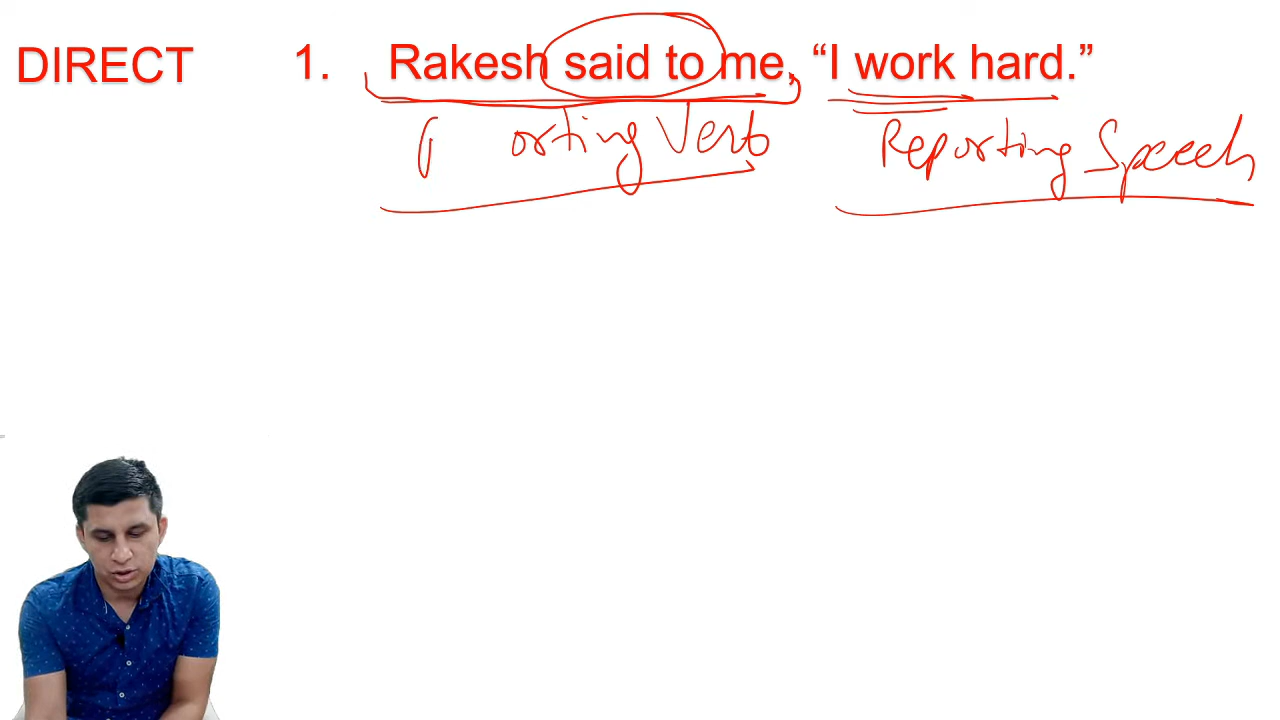 DIRECT 1. Rakesh said to me, “I work hard.”
orting Verb Reporting Speech